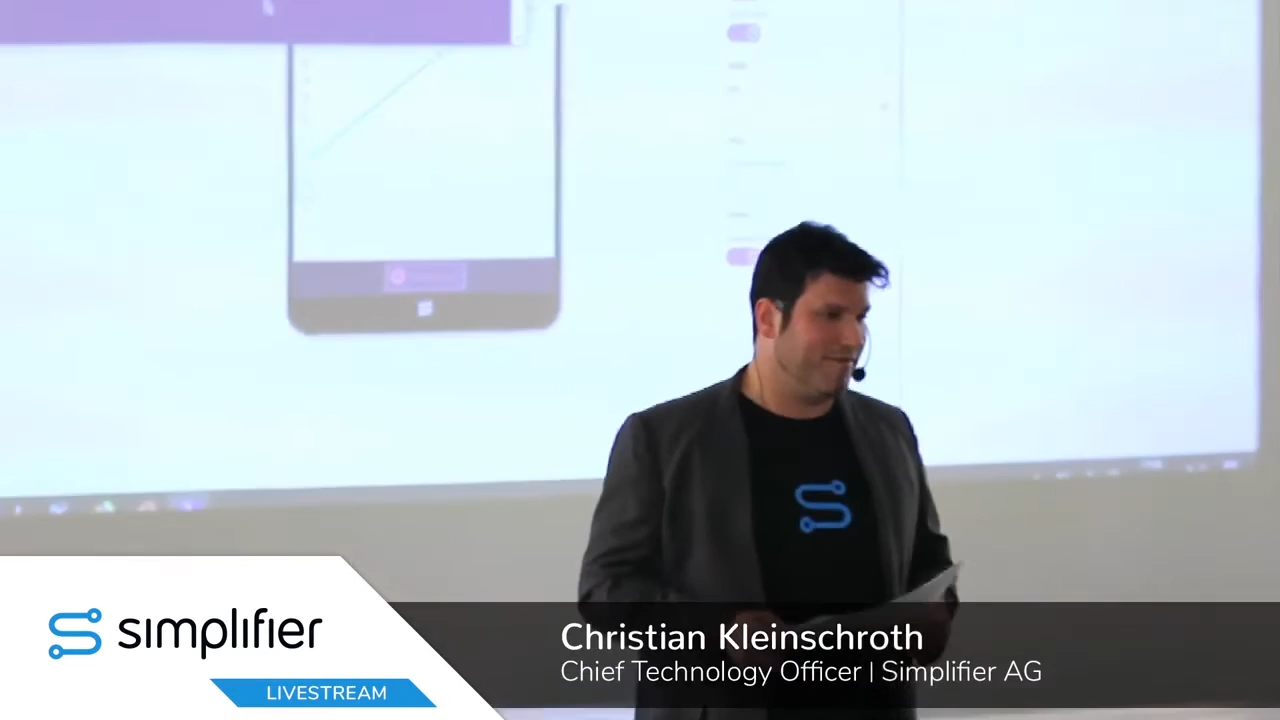 simplifier
LIVESTREAM
Christian Kleinschroth
Chief Technology Officer | Simplifier AG